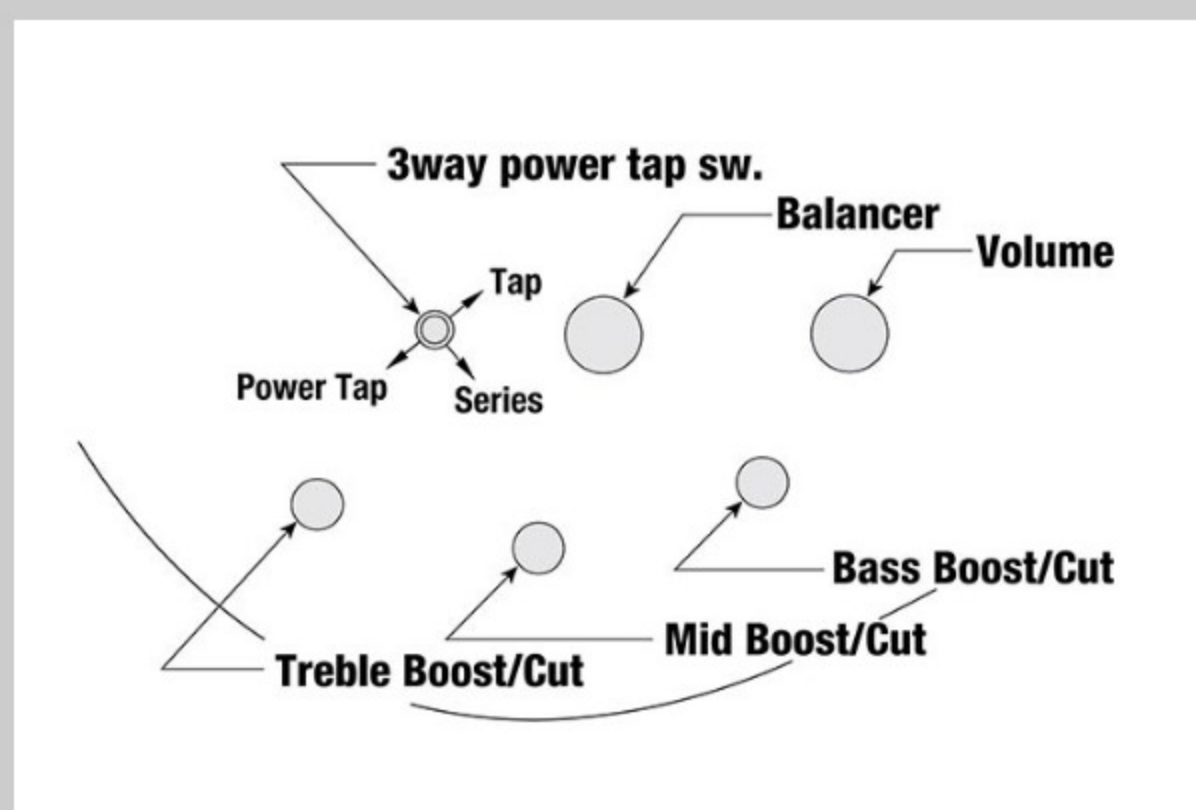 3way power tap sw.
Balancer
Volume
Tap
Power Tap
Series
Bass Boost/Cut
Mid Boost/Cut
Treble Boost/Cut